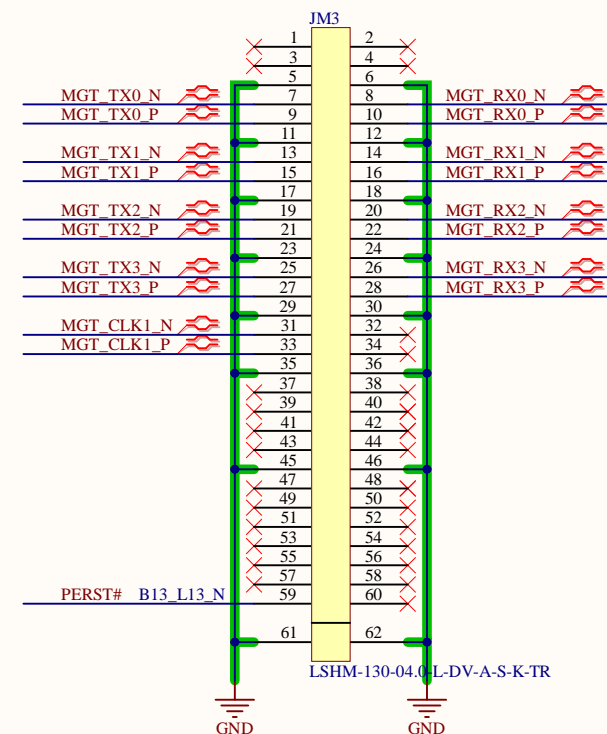 JM3
1 2
3 4
5 6
MGT_TX0_N 7 8 MGT_RX0_N
MGT_TX0_P 9 10 MGT_RX0_P
11 12
MGT_TX1_N 13 14 MGT_RX1_N
MGT_TX1_P 15 16 MGT_RX1_P
17 18
MGT_TX2_N 19 20 MGT_RX2_N
MGT_TX2_P 21 22 MGT_RX2_P
23 24
MGT_TX3_N 25 26 MGT_RX3_N
MGT_TX3_P 27 28 MGT_RX3_P
29 30
MGT_CLK1_N 31 32
MGT_CLK1_P 33 34
35 36
37 38
39 40
41 42
43 44
45 46
47 48
49 50
51 52
53 54
55 56
57 58
PERST# B13_L13_N 59 60
61 62
LSHM-130-04.0-L-DV-A-S-K-TR
GND GND